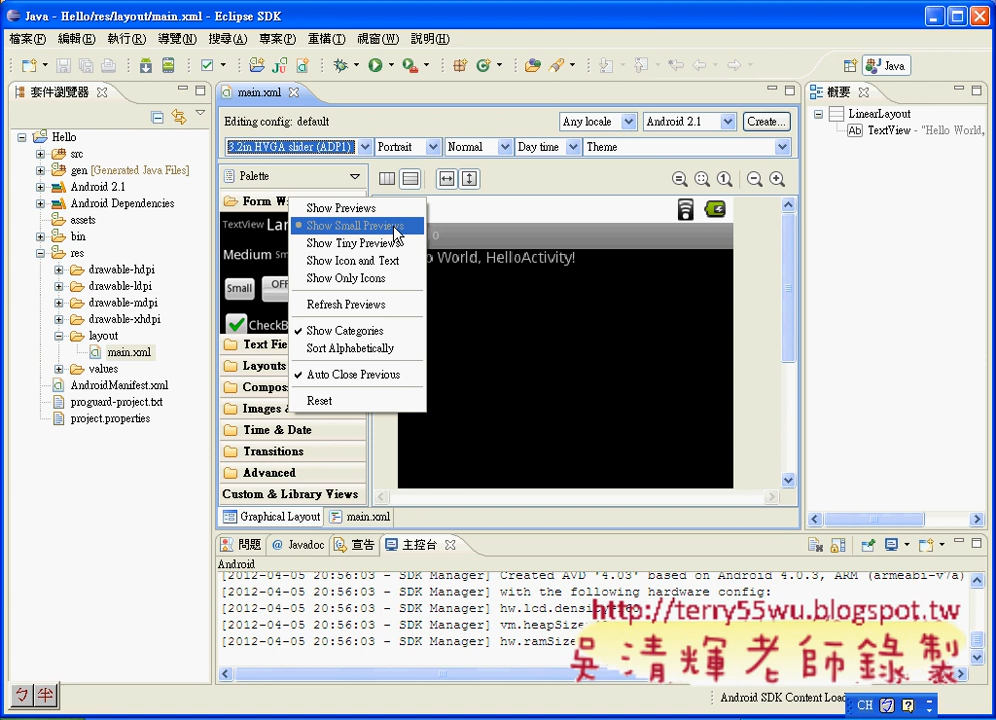 Java - Hello/res/layout/main.xml - Eclipse SDK
檔案(F) 編輯(E) 執行(R) 導覽(N) 搜尋(A) 專案(P) 重構(T) 視窗(W) 說明(H)
Java
套件瀏覽器
Hello
src
gen [Generated Java Files]
Android 2.1
Android Dependencies
assets
bin
res
drawable-hdpi
drawable-ldpi
drawable-mdpi
drawable-xhdpi
layout
main.xml
values
AndroidManifest.xml
proguard-project.txt
project.properties
main.xml
Editing config: default
Any locale
Android 2.1
Create...
3.2in HVGA slider (ADP1)
Portrait
Normal
Day time
Theme
Palette
Form W
TextView
Medium
Small
OFF
Text Fie
Layouts
Compos
Images &
Time & Date
Transitions
Advanced
Custom & Library Views
Show Previews
Show Small Previews
Show Tiny Previews
Show Icon and Text
Show Only Icons
Refresh Previews
Show Categories
Sort Alphabetically
Auto Close Previous
Reset
o World, HelloActivity!
Graphical Layout
main.xml
概要
LinearLayout
Ab TextView - "Hello World,
問題
@ Javadoc
宣告
主控台
Android
[2012-04-05 20:56:03 - SDK Manager] Created AVD '4.03' based on Android 4.0.3, ARM (armeabi-v7a)
[2012-04-05 20:56:03 - SDK Manager] with the following hardware config:
[2012-04-05 20:56:03 - SDK Manager] hw.lcd.density
[2012-04-05 20:56:03 - SDK Manager] vm.heapSize
[2012-04-05 20:56:03 - SDK Manager] hw.ramSize
http://terry55wu.blogspot.tw
吳清輝老師錄製
Android SDK Content Load
ㄅ 半
CH